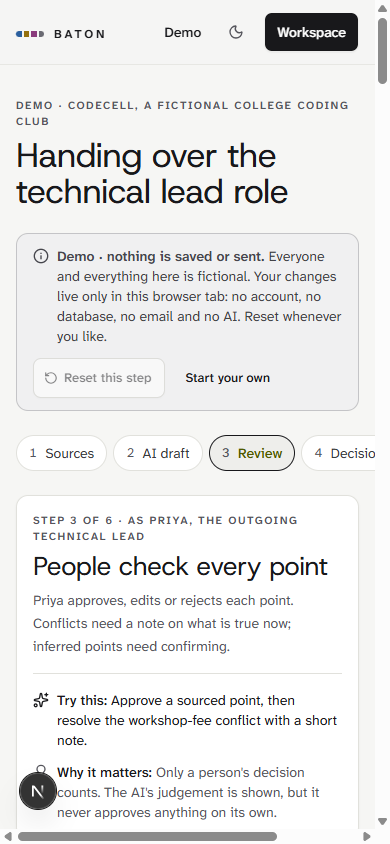 BATON
Demo
Workspace
DEMO · CODECELL, A FICTIONAL COLLEGE CODING
CLUB
Handing over the
technical lead role
Demo · nothing is saved or sent. Everyone
and everything here is fictional. Your changes
live only in this browser tab: no account, no
database, no email and no AI. Reset whenever
you like.
Reset this step
Start your own
1 Sources
2 AI draft
3 Review
4 Decisio
STEP 3 OF 6 · AS PRIYA, THE OUTGOING
TECHNICAL LEAD
People check every point
Priya approves, edits or rejects each point.
Conflicts need a note on what is true now;
inferred points need confirming.
Try this: Approve a sourced point, then
resolve the workshop-fee conflict with a short
note.
Why it matters: Only a person's decision
counts. The AI's judgement is shown, but it
never approves anything on its own.
N